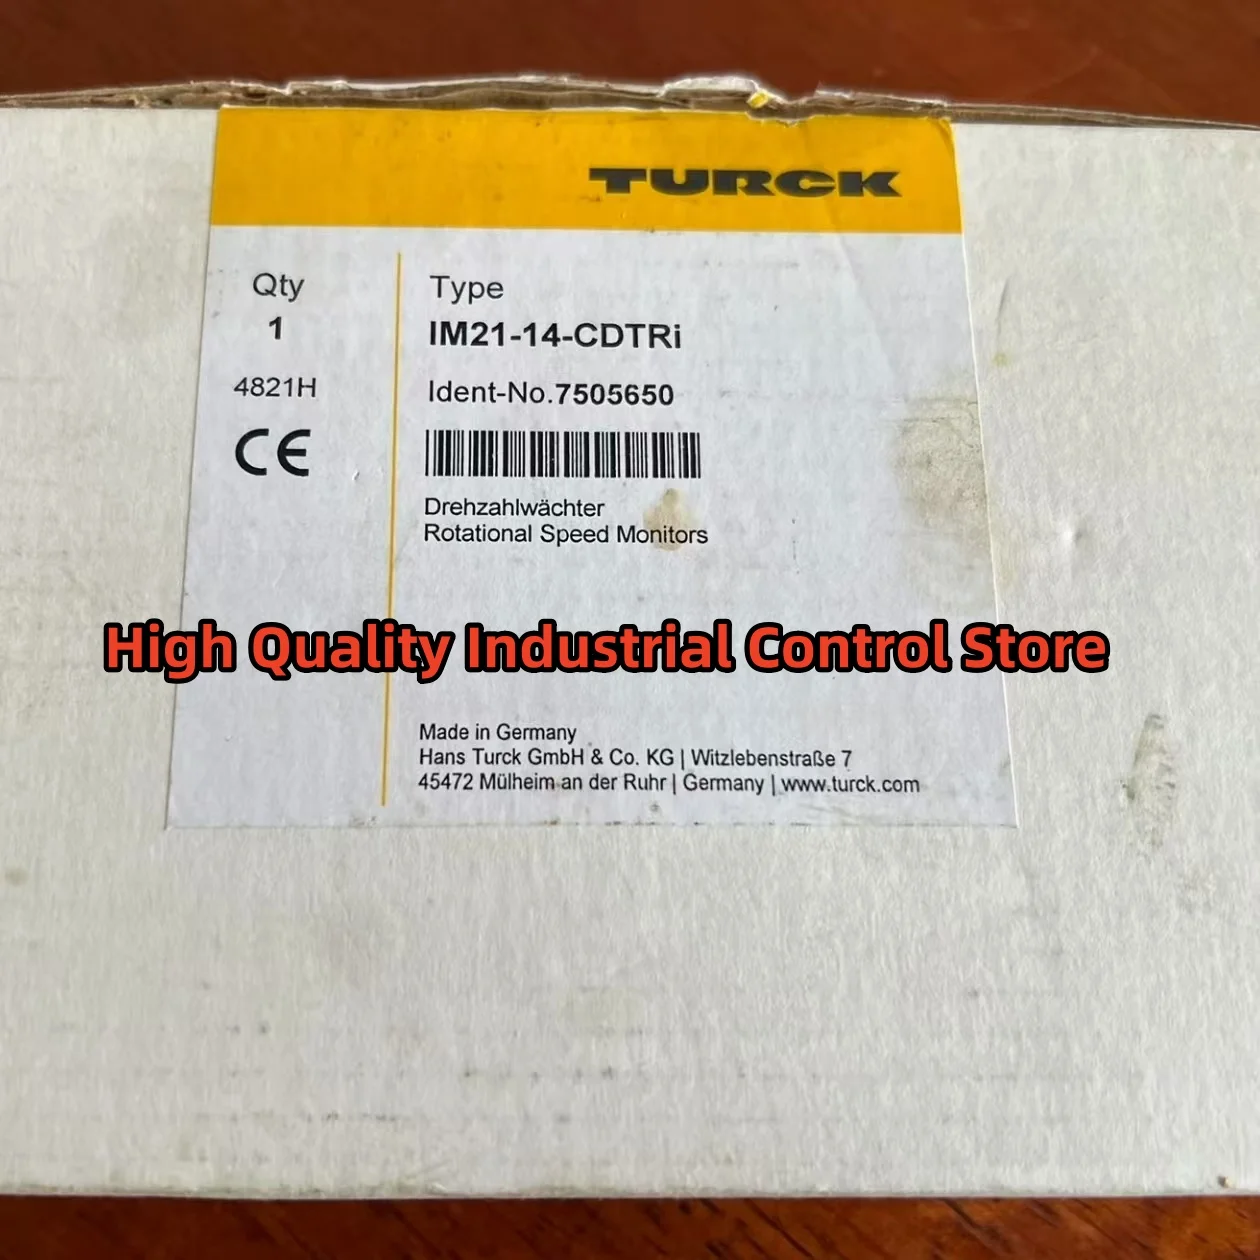 TURCK
Qty
1
4821H
CE
Type
IM21-14-CDTRi
Ident-No.7505650
Drehzahlwächter
Rotational Speed Monitors
High Quality Industrial Control Store
Made in Germany
Hans Turck GmbH & Co. KG | Witzlebenstraße 7
45472 Mülheim an der Ruhr | Germany | www.turck.com